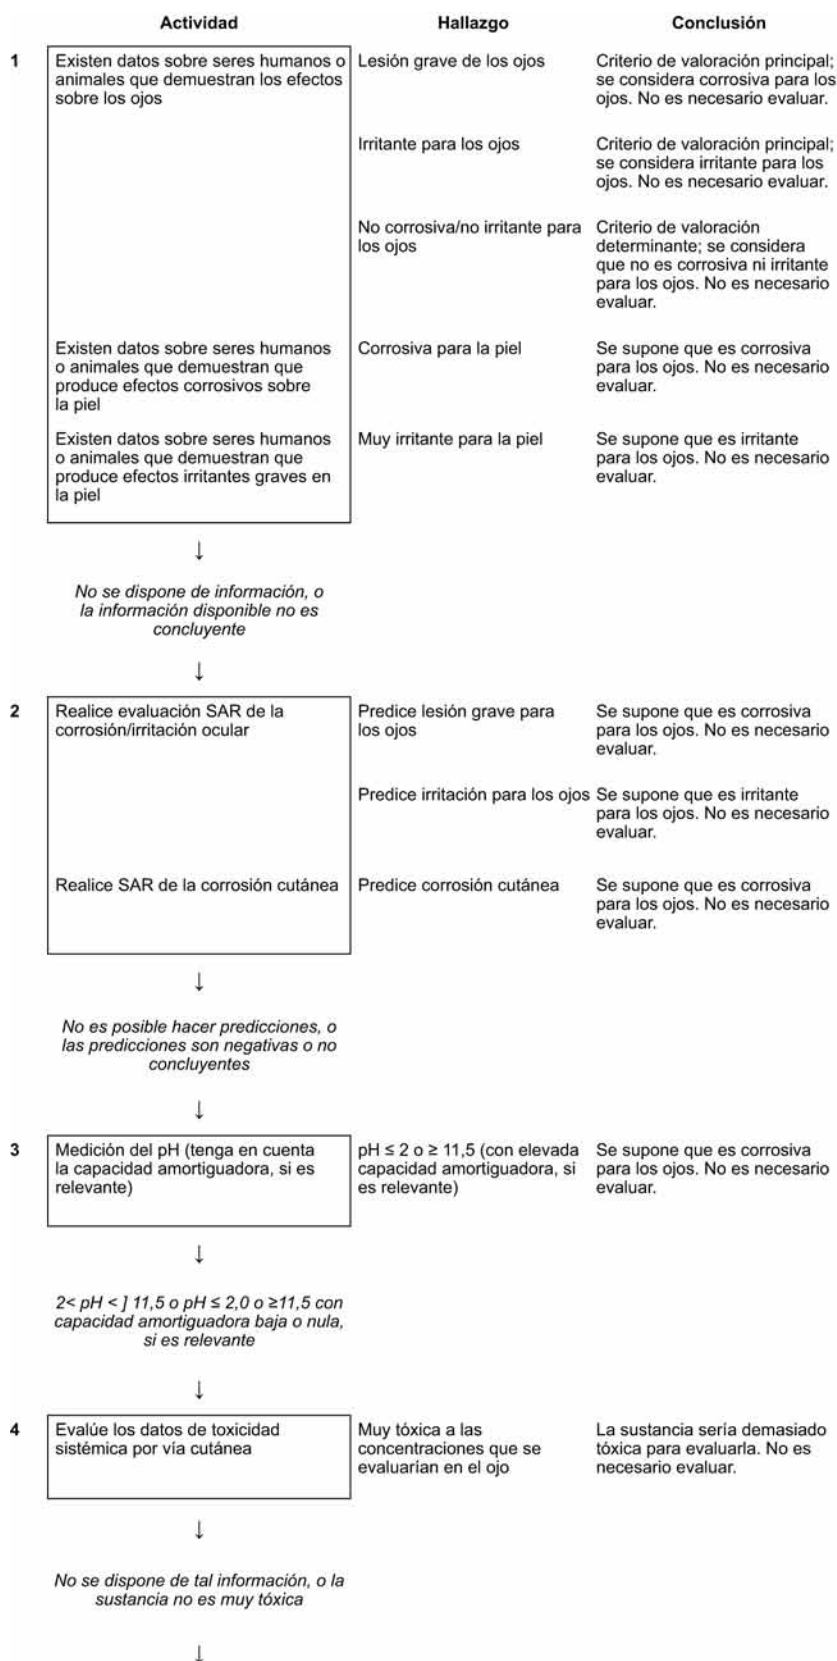 Actividad Hallazgo Conclusión
1 Existen datos sobre seres humanos o Lesión grave de los ojos Criterio de valoración principal;
animales que demuestran los efectos se considera corrosiva para los
sobre los ojos ojos. No es necesario evaluar.
Irritante para los ojos Criterio de valoración principal;
se considera irritante para los
ojos. No es necesario evaluar.
No corrosiva/no irritante para Criterio de valoración
los ojos determinante; se considera
que no es corrosiva ni irritante
para los ojos. No es necesario
evaluar.
Existen datos sobre seres humanos Corrosiva para la piel Se supone que es corrosiva
o animales que demuestran que para los ojos. No es necesario
produce efectos corrosivos sobre evaluar.
la piel
Existen datos sobre seres humanos Muy irritante para la piel Se supone que es irritante
o animales que demuestran que para los ojos. No es necesario
produce efectos irritantes graves en evaluar.
la piel
↓
No se dispone de información, o
la información disponible no es
concluyente
↓
2 Realice evaluación SAR de la Predice lesión grave para Se supone que es corrosiva
corrosión/irritación ocular los ojos para los ojos. No es necesario
evaluar.
Predice irritación para los ojos Se supone que es irritante
para los ojos. No es necesario
evaluar.
Realice SAR de la corrosión cutánea Predice corrosión cutánea Se supone que es corrosiva
para los ojos. No es necesario
evaluar.
↓
No es posible hacer predicciones, o
las predicciones son negativas o no
concluyentes
↓
3 Medición del pH (tenga en cuenta pH ≤ 2 o ≥ 11,5 (con elevada Se supone que es corrosiva
la capacidad amortiguadora, si es capacidad amortiguadora, si para los ojos. No es necesario
relevante) es relevante) evaluar.
↓
2< pH < ] 11,5 o pH ≤ 2,0 o ≥11,5 con
capacidad amortiguadora baja o nula,
si es relevante
↓
4 Evalúe los datos de toxicidad Muy tóxica a las La sustancia sería demasiado
sistémica por vía cutánea concentraciones que se tóxica para evaluarla. No es
evaluarían en el ojo necesario evaluar.
↓
No se dispone de tal información, o la
sustancia no es muy tóxica
↓